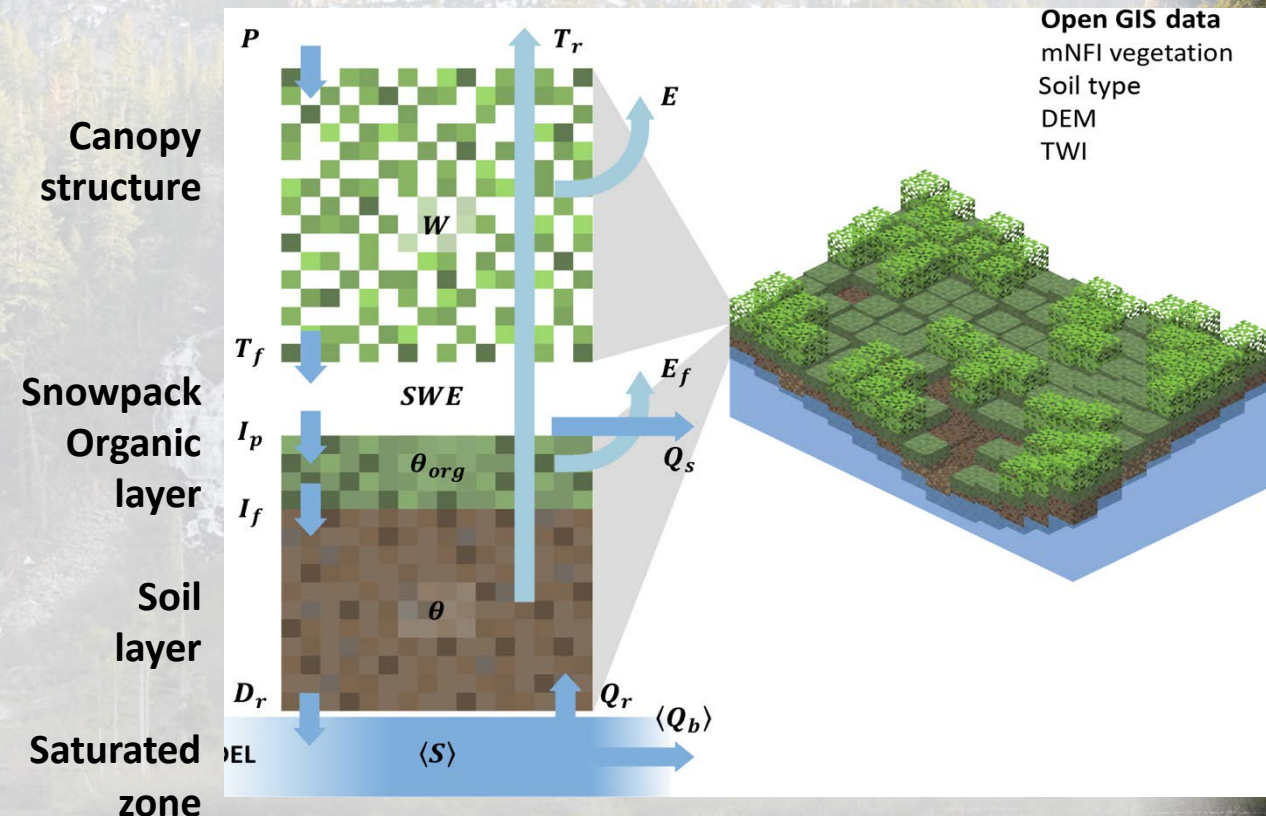 Open GIS data
mNFI vegetation
Soil type
DEM
TWI
P
T_r
E
Canopy
structure
W
T_f
E_f
SWE
Snowpack
Organic
layer
I_p
θ_org
Q_s
I_f
Soil
layer
θ
D_r
Q_r
⟨Q_b⟩
Saturated
zone
DEL
⟨S⟩